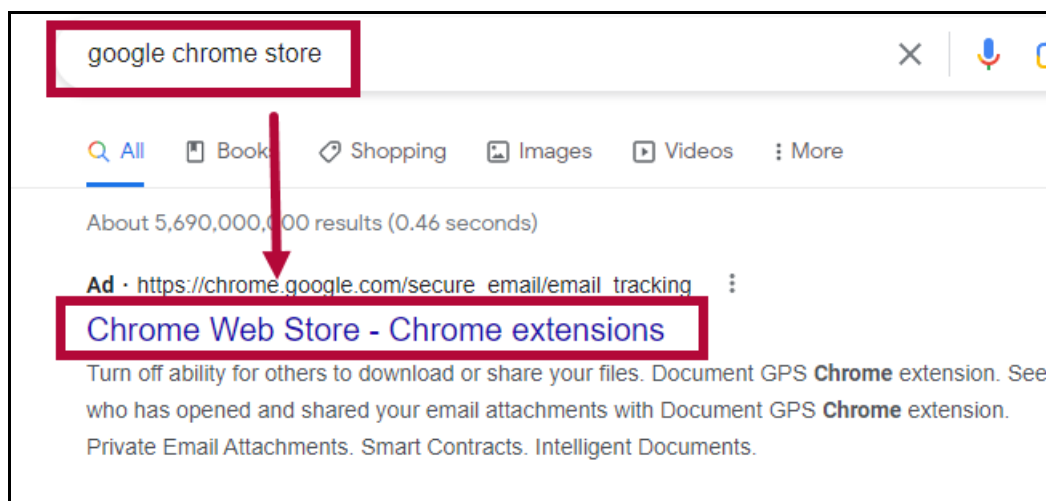 google chrome store
All Books Shopping Images Videos More
About 5,690,000,000 results (0.46 seconds)
Ad · https://chrome.google.com/secure_email/email_tracking
Chrome Web Store - Chrome extensions
Turn off ability for others to download or share your files. Document GPS Chrome extension. See
who has opened and shared your email attachments with Document GPS Chrome extension.
Private Email Attachments. Smart Contracts. Intelligent Documents.